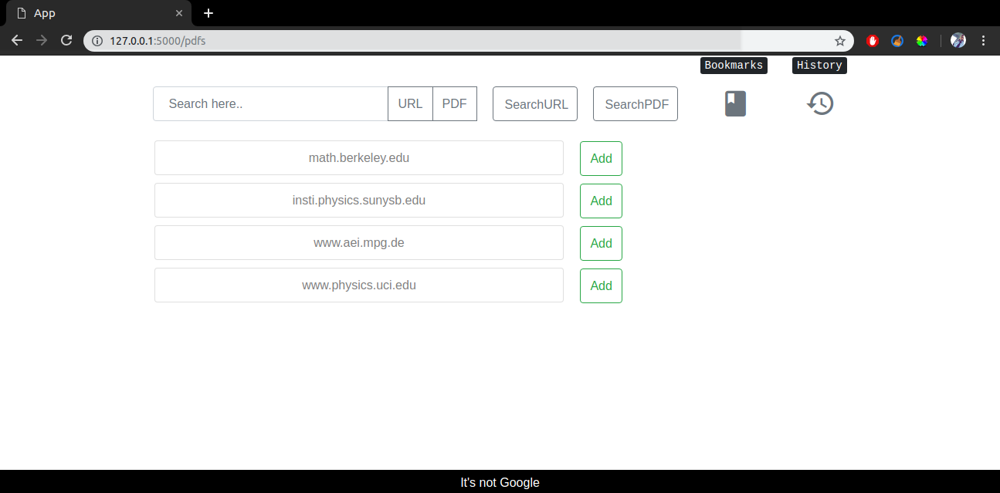 App
127.0.0.1:5000/pdfs
Bookmarks History
Search here.. URL PDF SearchURL SearchPDF
math.berkeley.edu Add
insti.physics.sunysb.edu Add
www.aei.mpg.de Add
www.physics.uci.edu Add
It's not Google